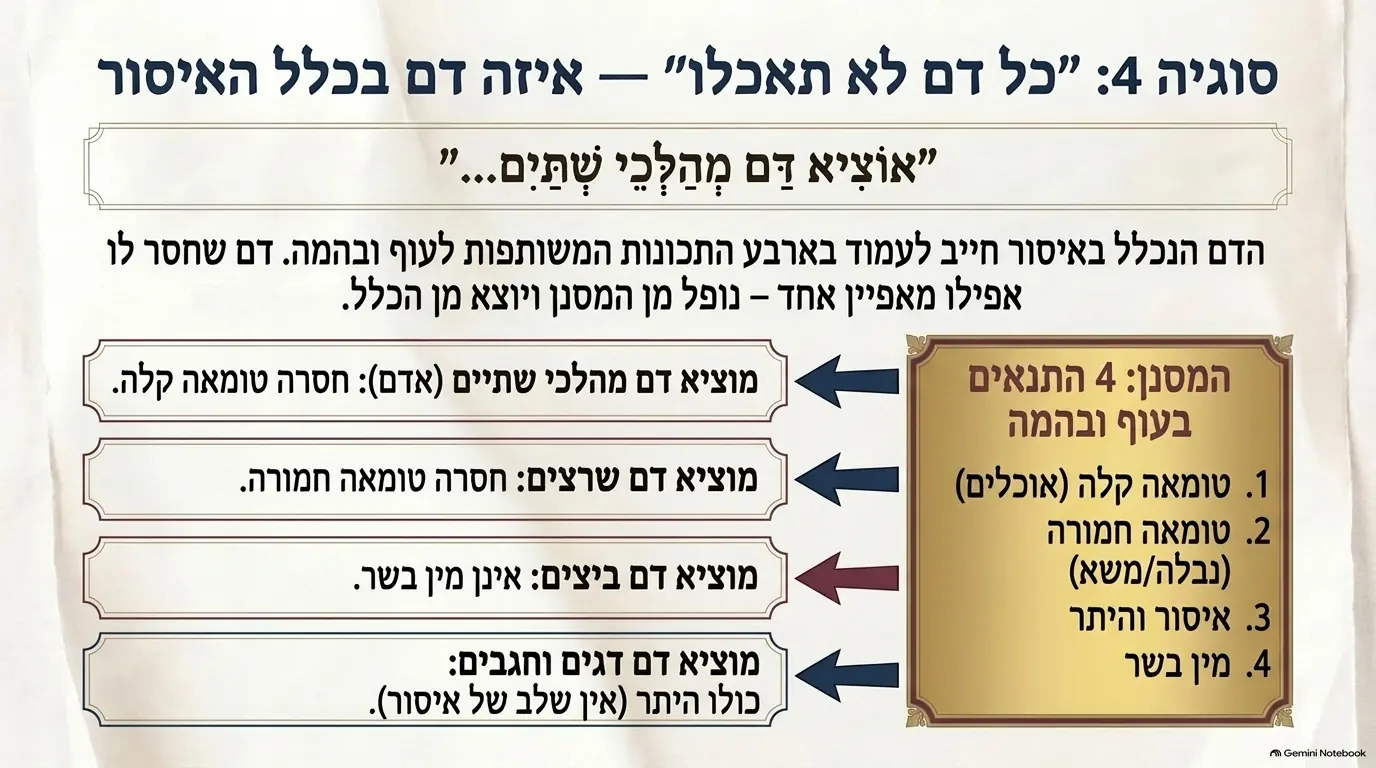 סוגיה 4: "כל דם לא תאכלו" — איזה דם בכלל האיסור
"אוֹצִיא דַּם מְהַלְּכֵי שְׁתַּיִם..."
הדם הנכלל באיסור חייב לעמוד בארבע התכונות המשותפות לעוף ובהמה. דם שחסר לו
אפילו מאפיין אחד – נופל מן המסנן ויוצא מן הכלל.
המסנן: 4 התנאים
בעוף ובהמה
1. טומאה קלה (אוכלים)
2. טומאה חמורה
(נבלה/משא)
3. איסור והיתר
4. מין בשר
מוציא דם מהלכי שתיים (אדם): חסרה טומאה קלה.
מוציא דם שרצים: חסרה טומאה חמורה.
מוציא דם ביצים: אינן מין בשר.
מוציא דם דגים וחגבים:
כולו היתר (אין שלב של איסור).
Gemini Notebook